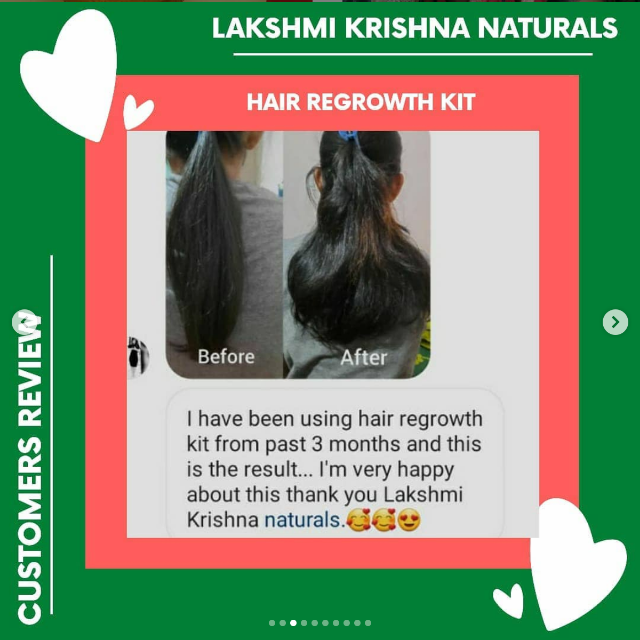 LAKSHMI KRISHNA NATURALS
HAIR REGROWTH KIT
Before
After
I have been using hair regrowth
kit from past 3 months and this
is the result... I'm very happy
about this thank you Lakshmi
Krishna naturals.🥰🥰😍
CUSTOMERS REVIEW